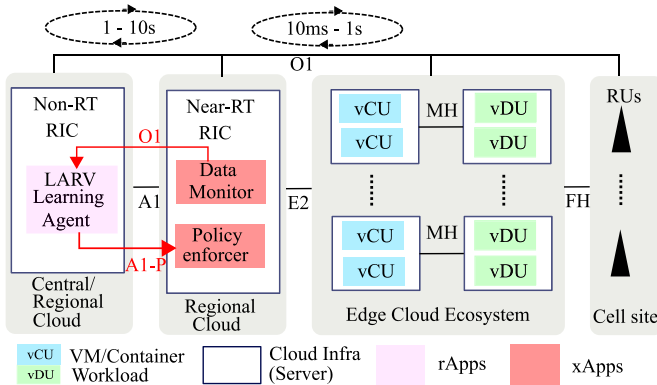 1 - 10s
10ms - 1s
O1
Non-RT
RIC
O1
LARV
Learning
Agent
A1-P
Central/
Regional
Cloud
A1
Near-RT
RIC
Data
Monitor
Policy
enforcer
Regional
Cloud
E2
vCU
vCU
MH
vDU
vDU
vCU
vCU
MH
vDU
vDU
Edge Cloud Ecosystem
FH
RUs
Cell site
vCU
VM/Container
vDU
Workload
Cloud Infra
(Server)
rApps
xApps